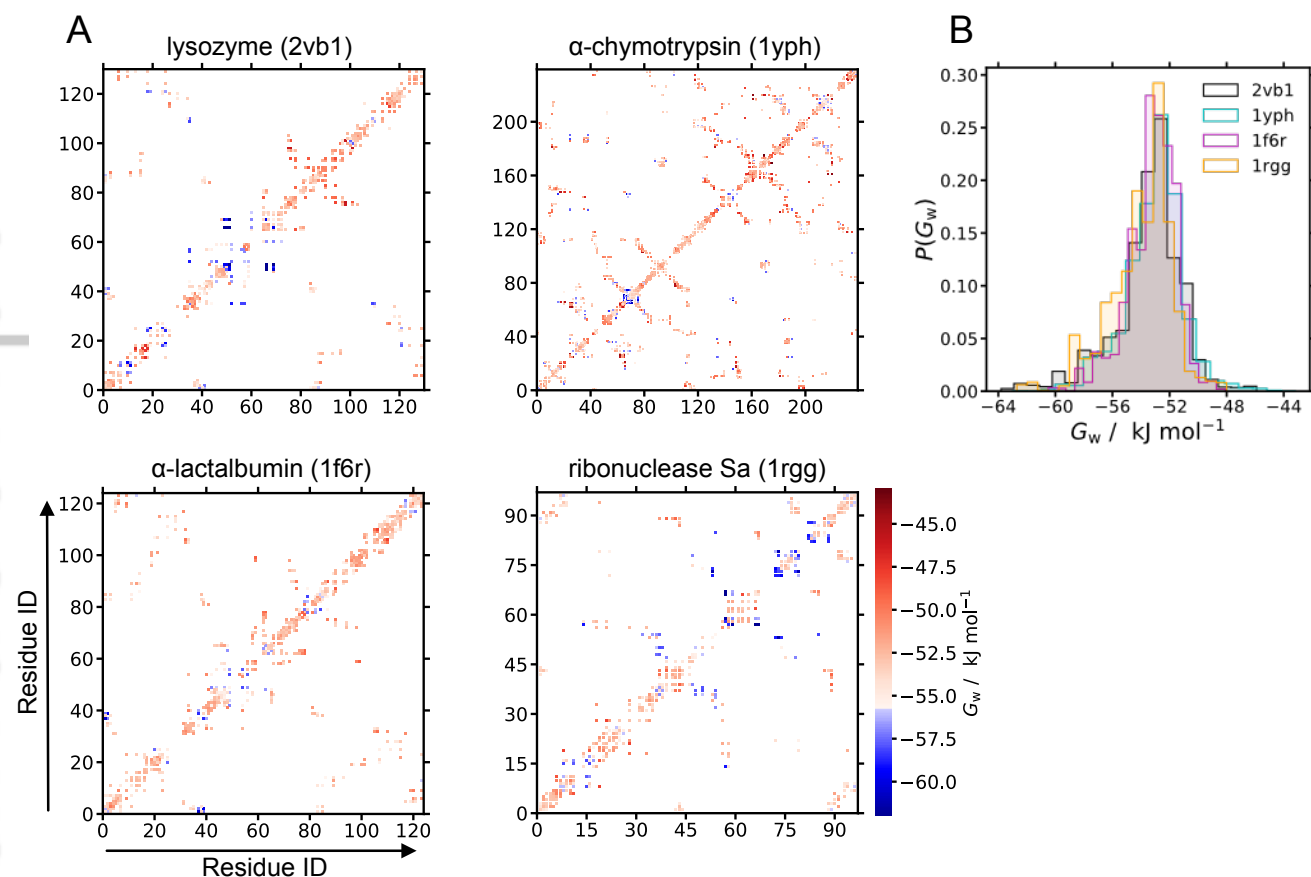 A
lysozyme (2vb1)
120
100
80
60
40
20
0
0 20 40 60 80 100 120
α-chymotrypsin (1yph)
200
160
120
80
40
0
0 40 80 120 160 200
B
0.30
0.25
0.20
0.15
0.10
0.05
0.00
P(Gw)
2vb1
1yph
1f6r
1rgg
−64 −60 −56 −52 −48 −44
Gw / kJ mol−1
α-lactalbumin (1f6r)
120
100
80
60
40
20
0
0 20 40 60 80 100 120
Residue ID
Residue ID
ribonuclease Sa (1rgg)
90
75
60
45
30
15
0
0 15 30 45 60 75 90
−45.0
−47.5
−50.0
−52.5
−55.0
−57.5
−60.0
Gw / kJ mol−1